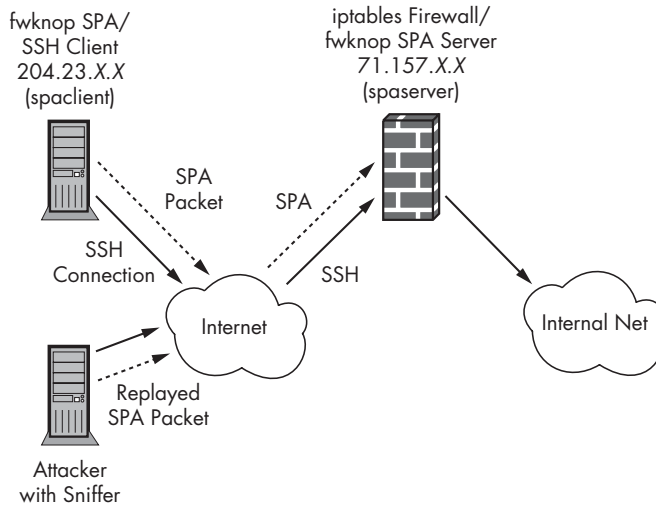 fwknop SPA/
SSH Client
204.23.X.X
(spaclient)
iptables Firewall/
fwknop SPA Server
71.157.X.X
(spaserver)
SPA
Packet
SPA
SSH
Connection
SSH
Internet
Internal Net
Replayed
SPA Packet
Attacker
with Sniffer